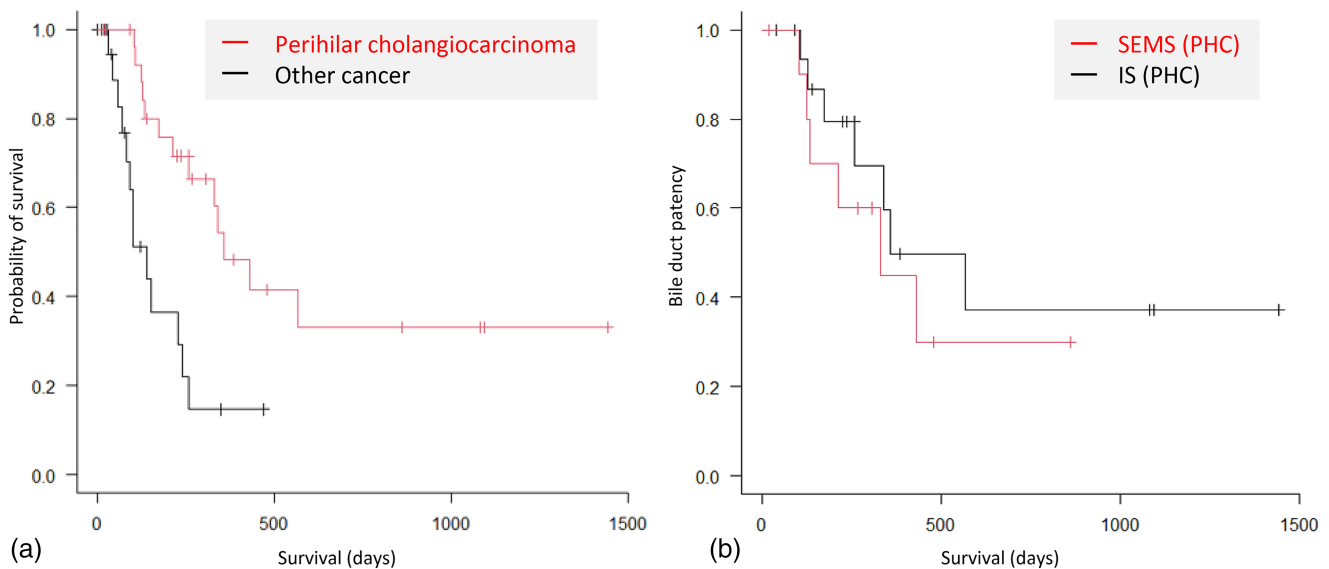 Perihilar cholangiocarcinoma
Other cancer
Probability of survival
1.0
0.8
0.6
0.4
0.2
0.0
0
500
1000
1500
Survival (days)
(a)
SEMS (PHC)
IS (PHC)
Bile duct patency
1.0
0.8
0.6
0.4
0.2
0.0
0
500
1000
1500
Survival (days)
(b)